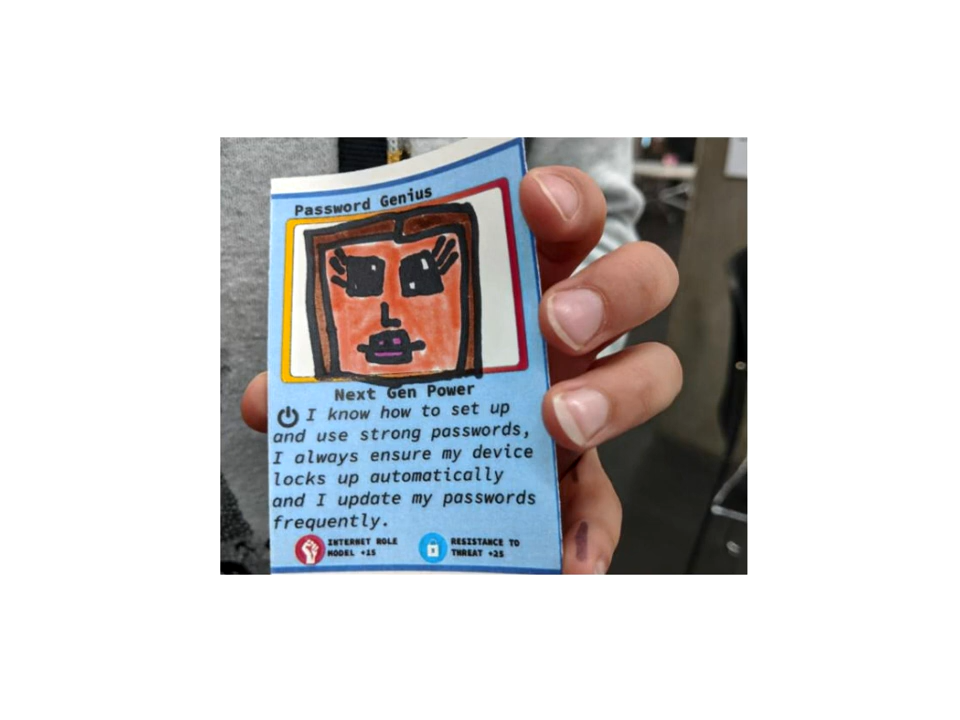 Password Genius
Next Gen Power
I know how to set up
and use strong passwords,
I always ensure my device
locks up automatically
and I update my passwords
frequently.
INTERNET ROLE
MODEL +15
RESISTANCE TO
THREAT +25